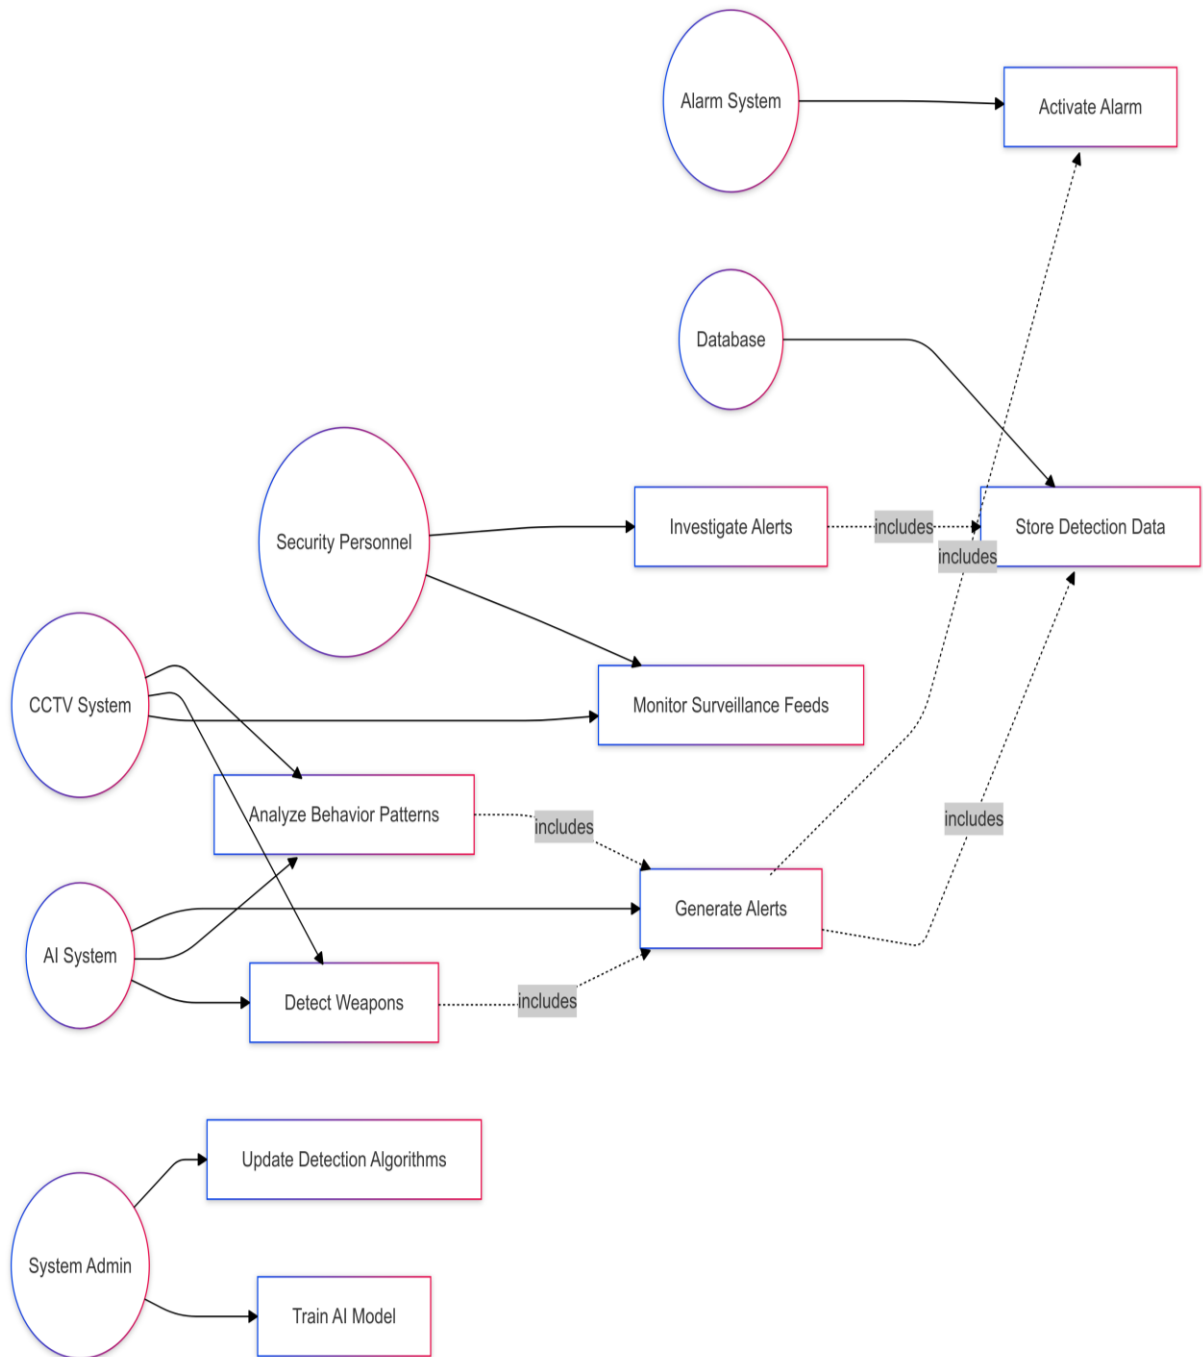 Alarm System
Activate Alarm
Database
Security Personnel
Investigate Alerts
includes
Store Detection Data
includes
CCTV System
Monitor Surveillance Feeds
Analyze Behavior Patterns
includes
includes
AI System
Generate Alerts
Detect Weapons
includes
Update Detection Algorithms
System Admin
Train AI Model